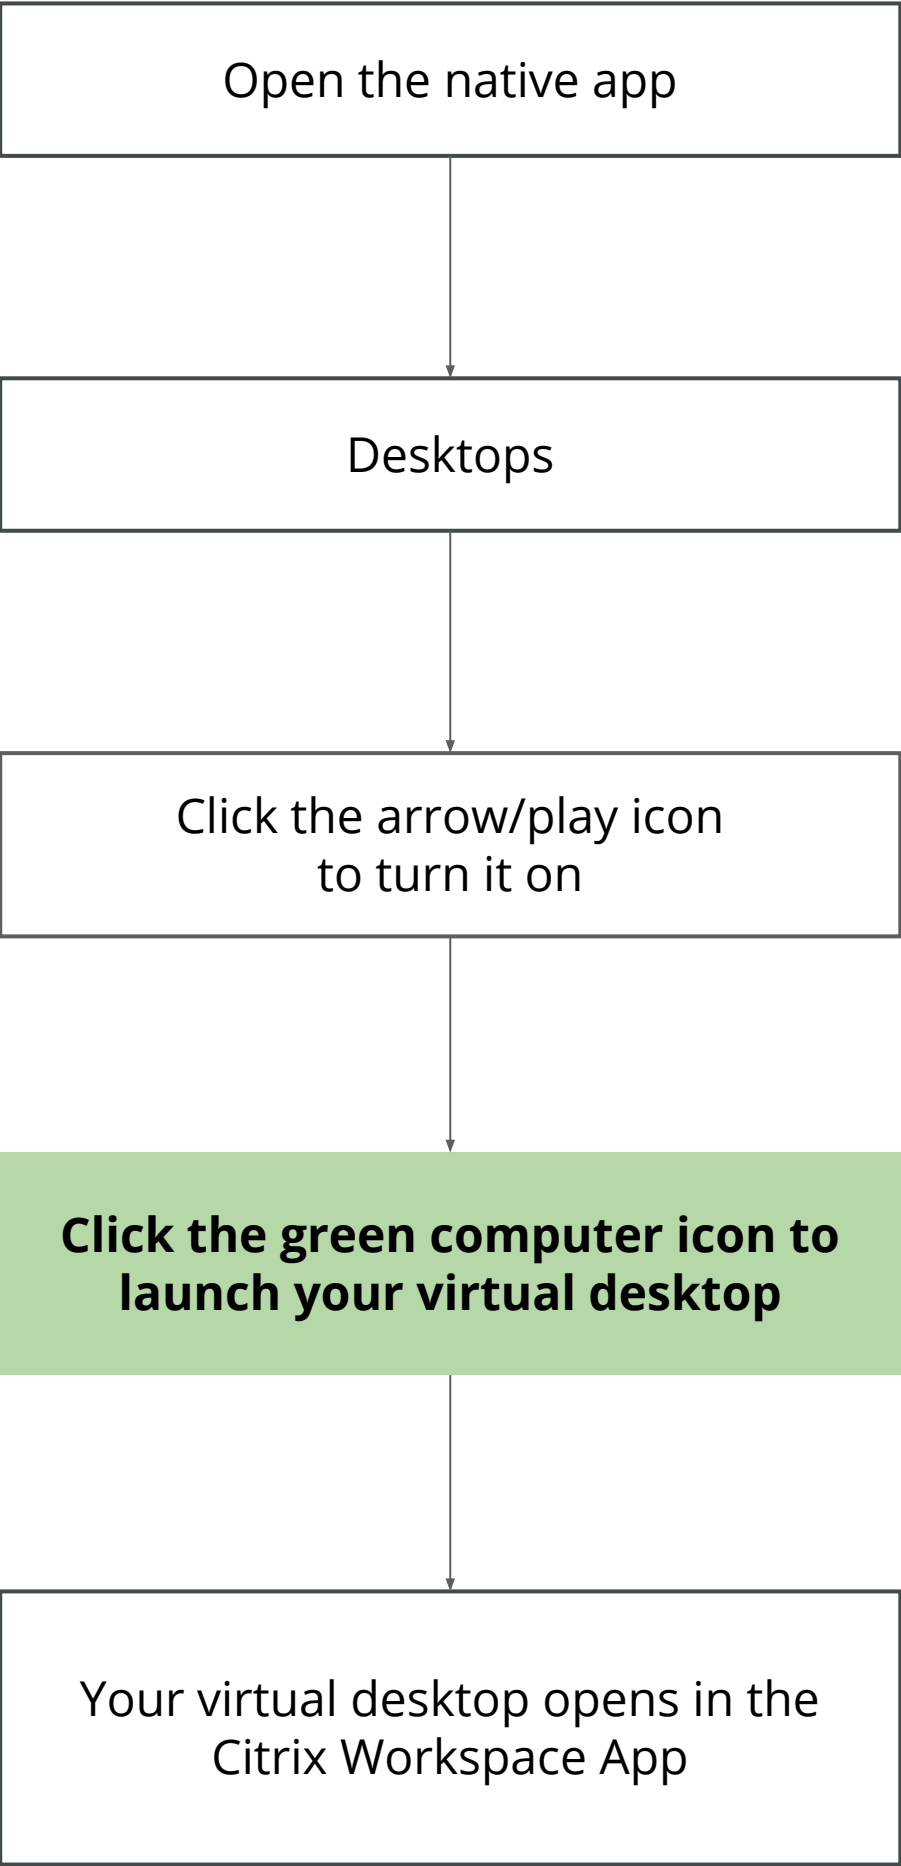 Open the native app
Desktops
Click the arrow/play icon
to turn it on
Click the green computer icon to
launch your virtual desktop
Your virtual desktop opens in the
Citrix Workspace App